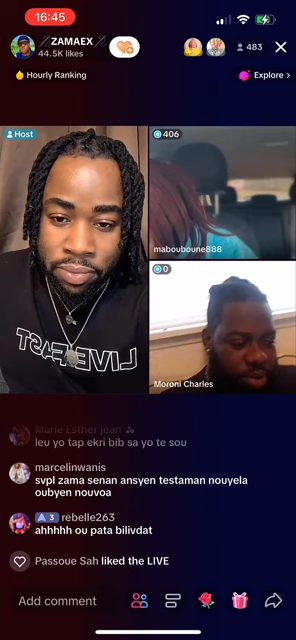 16:45
ZAMAEX
44.5K likes
483
Hourly Ranking
Explore >
Host
406
mabouboune888
LIVEFAST
0
Moroni Charles
Marie Esther jean
leu yo tap ekri bib sa yo te sou
marcelinwanis
svpl zama senan ansyen testaman nouyela
oubyen nouvoa
3 rebelle263
ahhhhh ou pata bilivdat
Passoue Sah liked the LIVE
Add comment